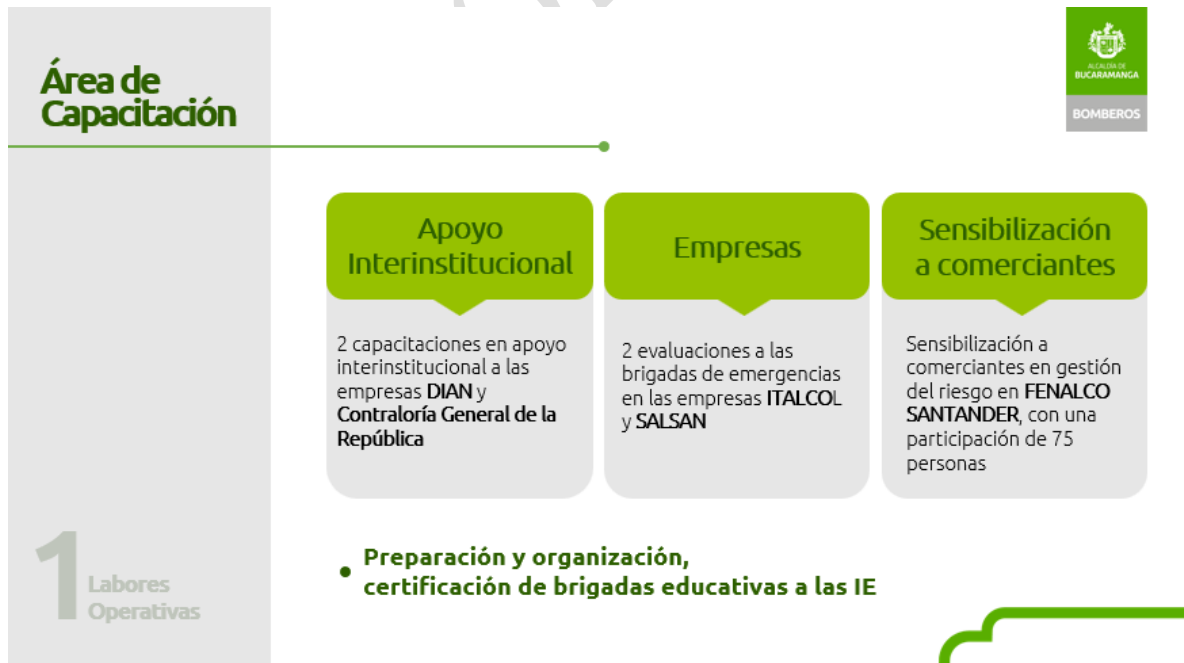 Área de
Capacitación
ALCALDÍA DE
BUCARAMANGA
BOMBEROS
Apoyo
Interinstitucional
2 capacitaciones en apoyo
interinstitucional a las
empresas DIAN y
Contraloría General de la
República
Empresas
2 evaluaciones a las
brigadas de emergencias
en las empresas ITALCOL
y SALSAN
Sensibilización
a comerciantes
Sensibilización a
comerciantes en gestión
del riesgo en FENALCO
SANTANDER, con una
participación de 75
personas
• Preparación y organización,
certificación de brigadas educativas a las IE
1 Labores
Operativas